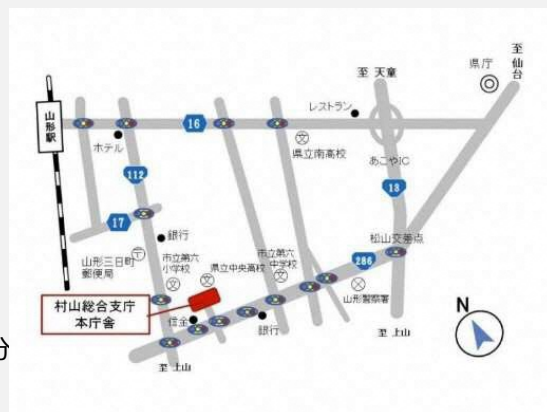 至 仙台
県庁
至 天童
レストラン
山形駅
16
ホテル
県立南高校
あこやIC
112
13
17
松山交差点
銀行
286
山形三日町
郵便局
市立第六
小学校
県立中央高校
市立第六
中学校
山形警察署
N
村山総合支庁
本庁舎
信金
銀行
至 上山
至 上山
分